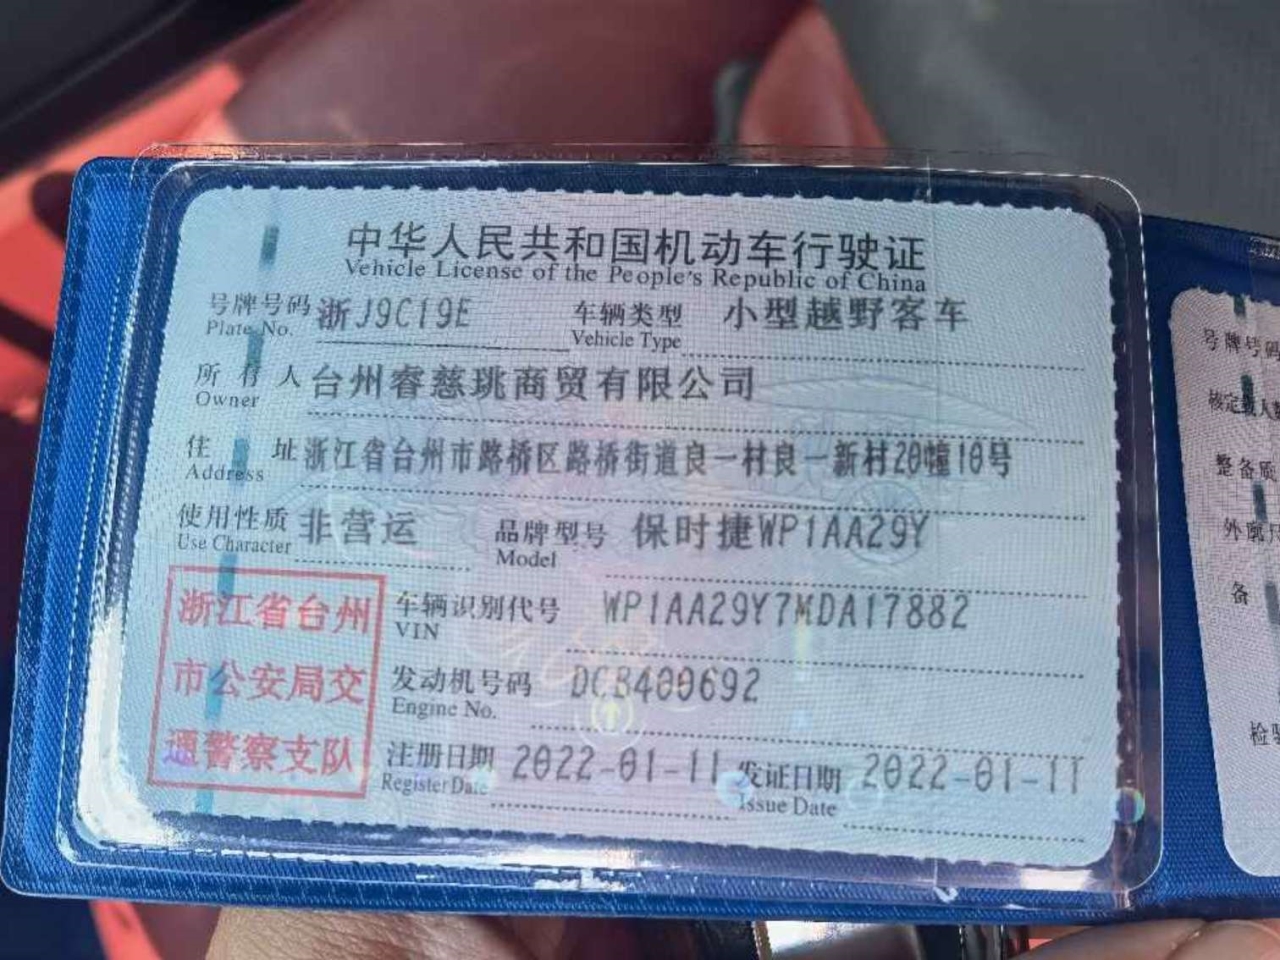 中华人民共和国机动车行驶证
Vehicle License of the People's Republic of China
号牌号码 浙J9C19E 车辆类型 小型越野客车
Plate No. Vehicle Type
所有人 台州睿慈珧商贸有限公司
Owner
住址 浙江省台州市路桥区路桥街道良一村良一新村20幢10号
Address
使用性质 非营运 品牌型号 保时捷WP1AA29Y
Use Character Model
浙江省台州
市公安局交
通警察支队
车辆识别代号 WP1AA29Y7MDA17882
VIN
发动机号码 DCB400692
Engine No.
注册日期 2022-01-11 发证日期 2022-01-11
Register Date Issue Date
号牌号码
核定载人
整备质
外廓尺
备
检验